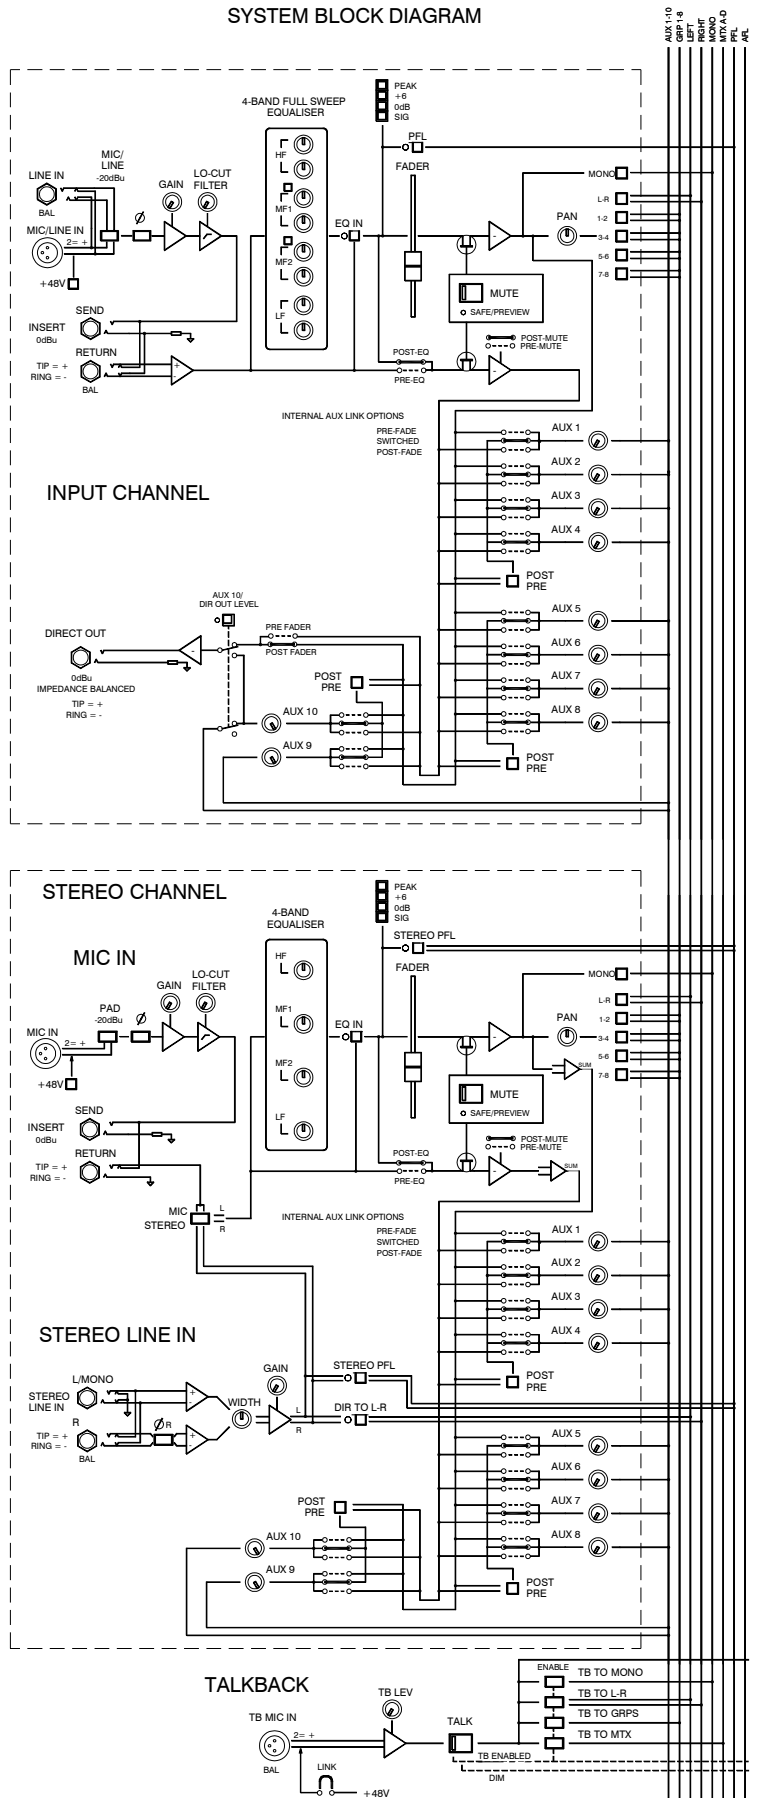 SYSTEM BLOCK DIAGRAM
AUX 1-10
GRP 1-8
LEFT
RIGHT
MONO
MTX A-D
PFL
AFL
PEAK
+6
0dB
SIG
4-BAND FULL SWEEP
EQUALISER
PFL
FADER
HF
MF1
MF2
LF
EQ IN
MIC/
LINE
-20dBu
LINE IN
BAL
MIC/LINE IN
2= +
+48V
Ø
GAIN
LO-CUT
FILTER
MONO
L-R
1-2
3-4
5-6
7-8
PAN
-
MUTE
SAFE/PREVIEW
SEND
INSERT
0dBu
RETURN
TIP = +
RING = -
BAL
+
-
POST-EQ
PRE-EQ
POST-MUTE
PRE-MUTE
-
INTERNAL AUX LINK OPTIONS
PRE-FADE
SWITCHED
POST-FADE
AUX 1
AUX 2
AUX 3
AUX 4
POST
PRE
INPUT CHANNEL
AUX 10/
DIR OUT LEVEL
DIRECT OUT
0dBu
IMPEDANCE BALANCED
TIP = +
RING = -
-
PRE FADER
POST FADER
POST
PRE
AUX 10
AUX 9
AUX 5
AUX 6
AUX 7
AUX 8
POST
PRE
STEREO CHANNEL
PEAK
+6
0dB
SIG
4-BAND
EQUALISER
STEREO PFL
FADER
HF
MF1
MF2
LF
EQ IN
MIC IN
GAIN
LO-CUT
FILTER
PAD
-20dBu
Ø
MIC IN
2= +
+48V
MONO
L-R
1-2
3-4
5-6
7-8
PAN
-
SUM
MUTE
SAFE/PREVIEW
SEND
INSERT
0dBu
RETURN
TIP = +
RING = -
POST-EQ
PRE-EQ
POST-MUTE
PRE-MUTE
-
SUM
MIC
STEREO
L
R
INTERNAL AUX LINK OPTIONS
PRE-FADE
SWITCHED
POST-FADE
AUX 1
AUX 2
AUX 3
AUX 4
POST
PRE
STEREO LINE IN
L/MONO
STEREO
LINE IN
R
TIP = +
RING = -
BAL
Ø R
+
-
+
-
WIDTH
GAIN
L
R
STEREO PFL
DIR TO L-R
AUX 5
AUX 6
AUX 7
AUX 8
POST
PRE
POST
PRE
AUX 10
AUX 9
TALKBACK
TB MIC IN
2= +
BAL
LINK
+48V
TB LEV
TALK
ENABLE
TB TO MONO
TB TO L-R
TB TO GRPS
TB TO MTX
TB ENABLED
DIM